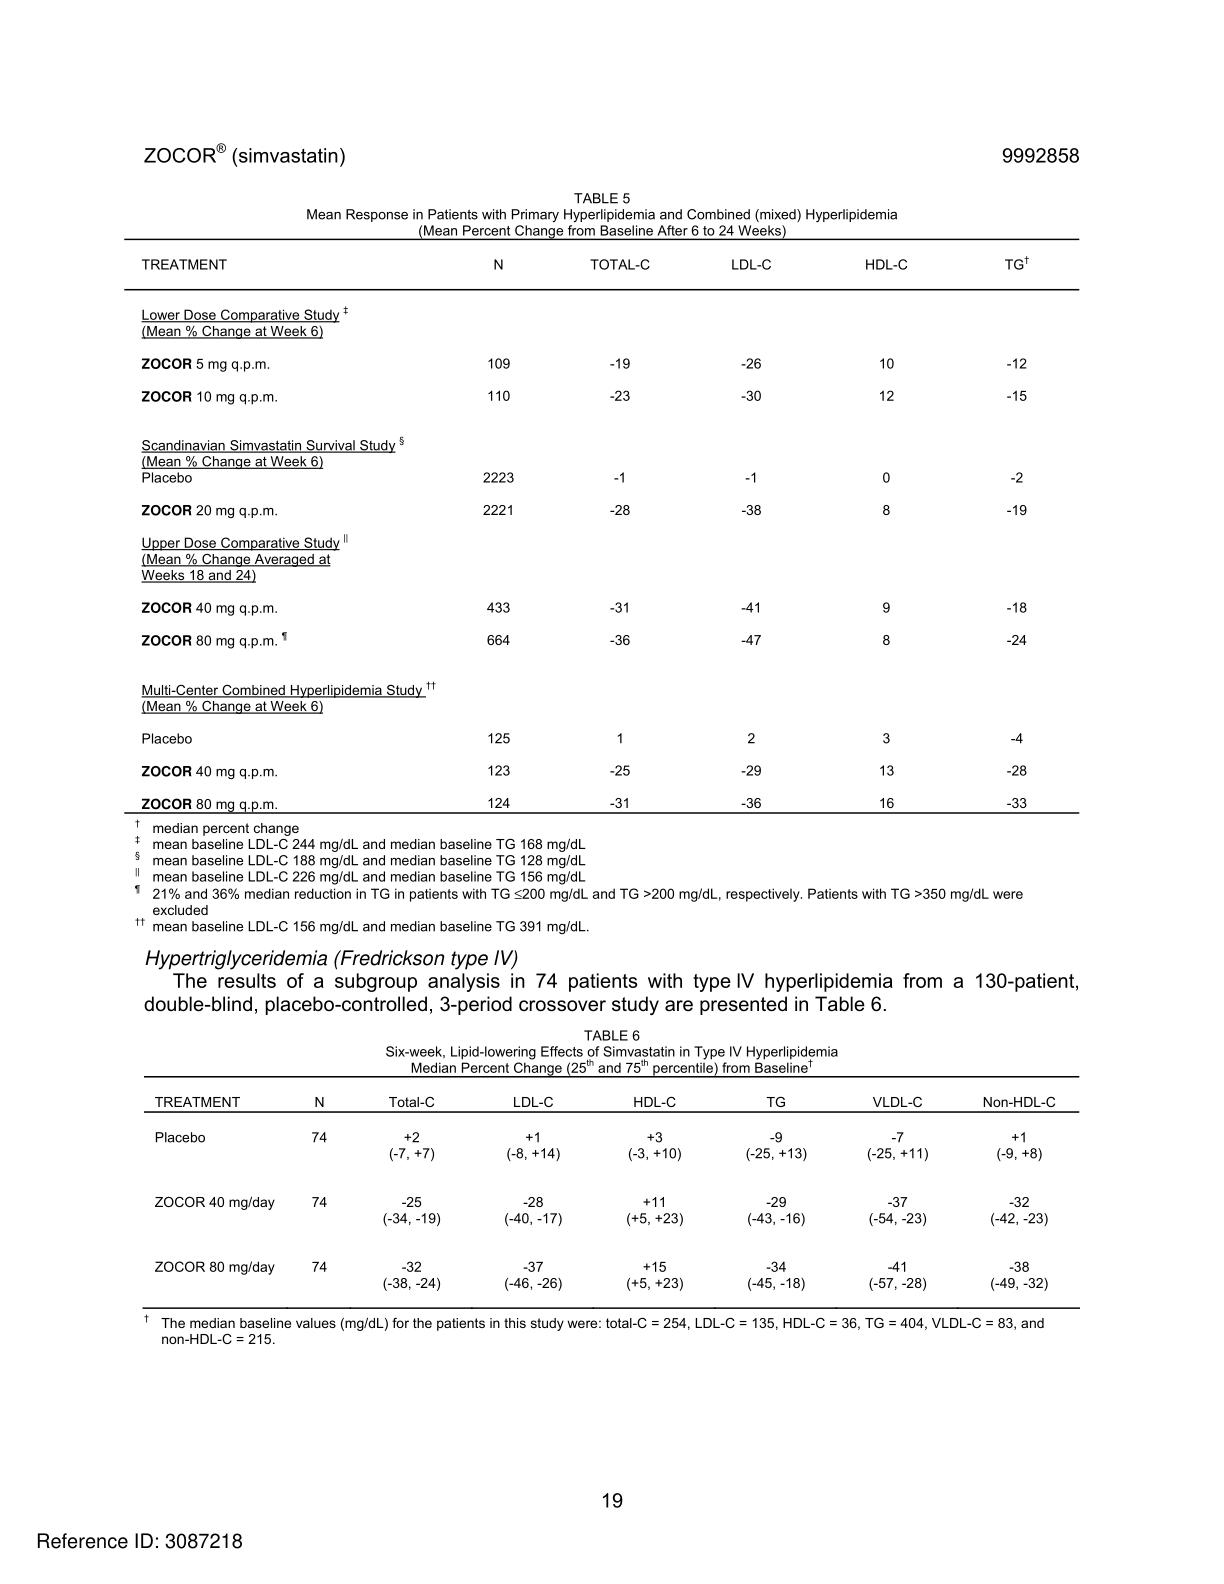 ZOCOR® (simvastatin) 9992858
TABLE 5
Mean Response in Patients with Primary Hyperlipidemia and Combined (mixed) Hyperlipidemia
(Mean Percent Change from Baseline After 6 to 24 Weeks)
TREATMENT N TOTAL-C LDL-C HDL-C TG†
Lower Dose Comparative Study ‡
(Mean % Change at Week 6)
ZOCOR 5 mg q.p.m. 109 -19 -26 10 -12
ZOCOR 10 mg q.p.m. 110 -23 -30 12 -15
Scandinavian Simvastatin Survival Study §
(Mean % Change at Week 6)
Placebo 2223 -1 -1 0 -2
ZOCOR 20 mg q.p.m. 2221 -28 -38 8 -19
Upper Dose Comparative Study ||
(Mean % Change Averaged at
Weeks 18 and 24)
ZOCOR 40 mg q.p.m. 433 -31 -41 9 -18
ZOCOR 80 mg q.p.m. ¶ 664 -36 -47 8 -24
Multi-Center Combined Hyperlipidemia Study ††
(Mean % Change at Week 6)
Placebo 125 1 2 3 -4
ZOCOR 40 mg q.p.m. 123 -25 -29 13 -28
ZOCOR 80 mg q.p.m. 124 -31 -36 16 -33
† median percent change
‡ mean baseline LDL-C 244 mg/dL and median baseline TG 168 mg/dL
§ mean baseline LDL-C 188 mg/dL and median baseline TG 128 mg/dL
|| mean baseline LDL-C 226 mg/dL and median baseline TG 156 mg/dL
¶ 21% and 36% median reduction in TG in patients with TG ≤200 mg/dL and TG >200 mg/dL, respectively. Patients with TG >350 mg/dL were
excluded
†† mean baseline LDL-C 156 mg/dL and median baseline TG 391 mg/dL.
Hypertriglyceridemia (Fredrickson type IV)
The results of a subgroup analysis in 74 patients with type IV hyperlipidemia from a 130-patient,
double-blind, placebo-controlled, 3-period crossover study are presented in Table 6.
TABLE 6
Six-week, Lipid-lowering Effects of Simvastatin in Type IV Hyperlipidemia
Median Percent Change (25th and 75th percentile) from Baseline†
TREATMENT N Total-C LDL-C HDL-C TG VLDL-C Non-HDL-C
Placebo 74 +2 +1 +3 -9 -7 +1
(-7, +7) (-8, +14) (-3, +10) (-25, +13) (-25, +11) (-9, +8)
ZOCOR 40 mg/day 74 -25 -28 +11 -29 -37 -32
(-34, -19) (-40, -17) (+5, +23) (-43, -16) (-54, -23) (-42, -23)
ZOCOR 80 mg/day 74 -32 -37 +15 -34 -41 -38
(-38, -24) (-46, -26) (+5, +23) (-45, -18) (-57, -28) (-49, -32)
† The median baseline values (mg/dL) for the patients in this study were: total-C = 254, LDL-C = 135, HDL-C = 36, TG = 404, VLDL-C = 83, and
non-HDL-C = 215.
19
Reference ID: 3087218